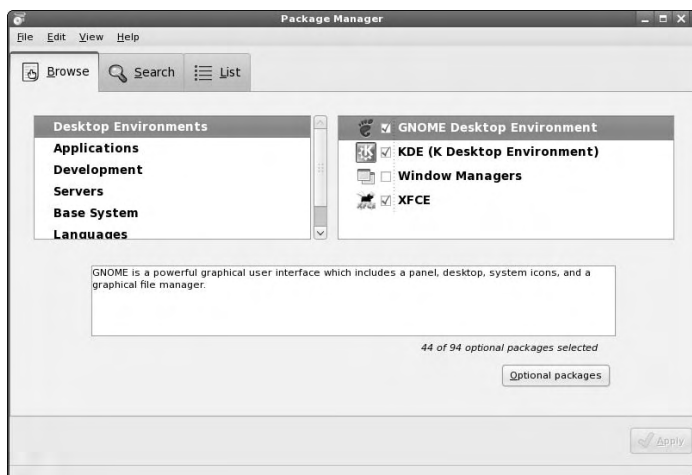 Package Manager
File Edit View Help
Browse Search List
Desktop Environments
Applications
Development
Servers
Base System
Languages
GNOME Desktop Environment
KDE (K Desktop Environment)
Window Managers
XFCE
GNOME is a powerful graphical user interface which includes a panel, desktop, system icons, and a
graphical file manager.
44 of 94 optional packages selected
Optional packages
Apply